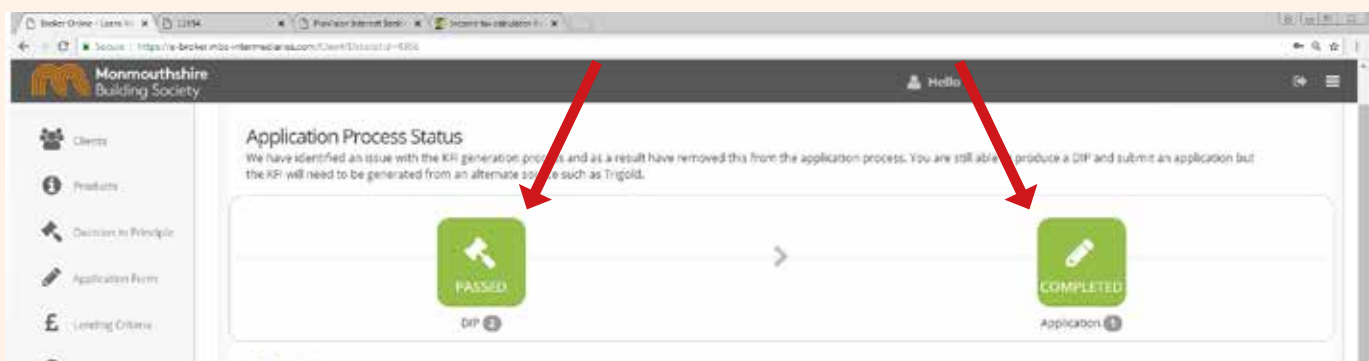 Secure
Monmouthshire
Building Society
Hello
Clients
Products
Decision in Principle
Application Form
£ Lending Criteria
Application Process Status
We have identified an issue with the KFI generation process and as a result have removed this from the application process. You are still able to produce a DIP and submit an application but
the KFI will need to be generated from an alternate source such as Trigold.
PASSED
DIP 2
COMPLETED
Application 1